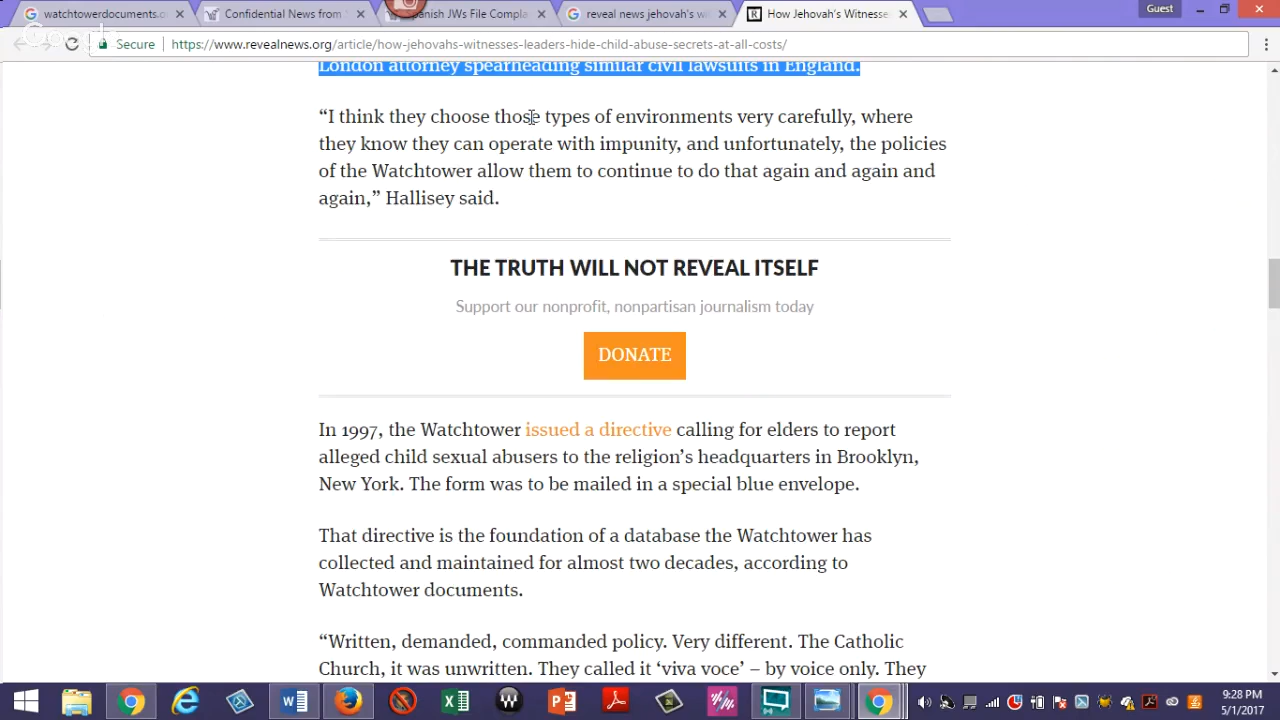 watchtowerdocuments.o
Confidential News from
panish JWs File Compla
reveal news jehovah's wi
How Jehovah's Witnesse
Guest
Secure
https://www.revealnews.org/article/how-jehovahs-witnesses-leaders-hide-child-abuse-secrets-at-all-costs/
London attorney spearheading similar civil lawsuits in England.
“I think they choose those types of environments very carefully, where
they know they can operate with impunity, and unfortunately, the policies
of the Watchtower allow them to continue to do that again and again and
again,” Hallisey said.
THE TRUTH WILL NOT REVEAL ITSELF
Support our nonprofit, nonpartisan journalism today
DONATE
In 1997, the Watchtower issued a directive calling for elders to report
alleged child sexual abusers to the religion’s headquarters in Brooklyn,
New York. The form was to be mailed in a special blue envelope.
That directive is the foundation of a database the Watchtower has
collected and maintained for almost two decades, according to
Watchtower documents.
“Written, demanded, commanded policy. Very different. The Catholic
Church, it was unwritten. They called it ‘viva voce’ – by voice only. They
9:28 PM
5/1/2017